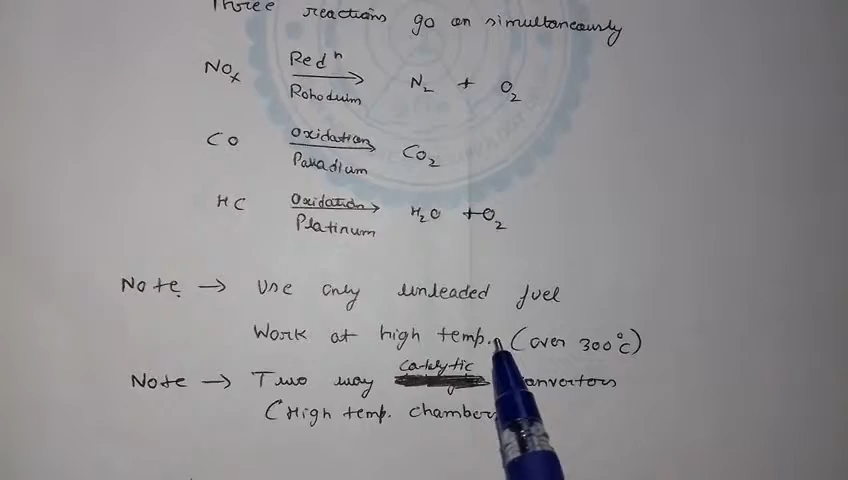 Three reactions go on simultaneously
NOx Redⁿ Rohoduim → N2 + O2
CO Oxidation Palladium → CO2
HC Oxidation Platinum → H2O + O2
Note → Use only unleaded fuel
Work at high temp. (over 300°C)
Note → Two way catalytic convertors
(High temp. chamber